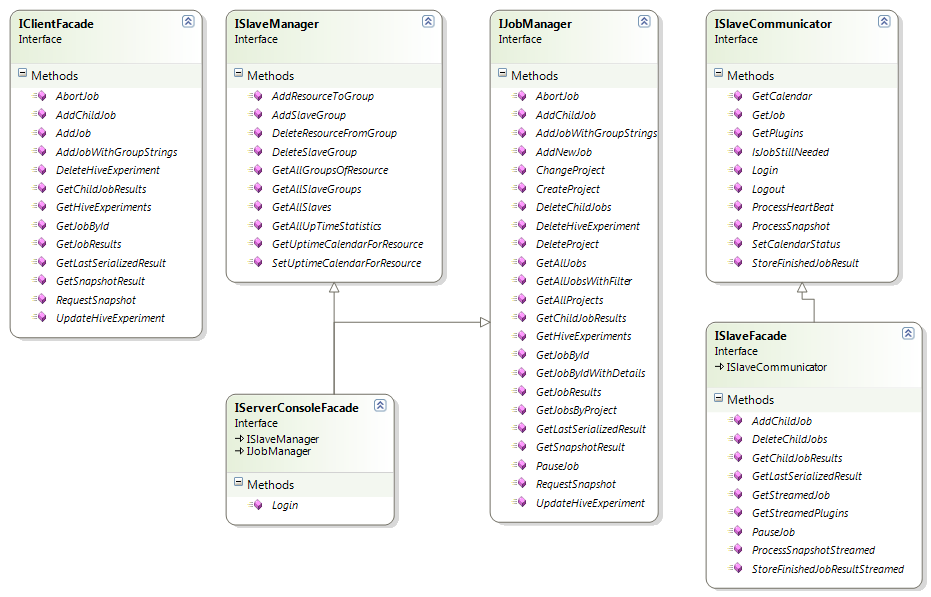 IClientFacade
Interface
Methods
AbortJob
AddChildJob
AddJob
AddJobWithGroupStrings
DeleteHiveExperiment
GetChildJobResults
GetHiveExperiments
GetJobById
GetJobResults
GetLastSerializedResult
GetSnapshotResult
RequestSnapshot
UpdateHiveExperiment
ISlaveManager
Interface
Methods
AddResourceToGroup
AddSlaveGroup
DeleteResourceFromGroup
DeleteSlaveGroup
GetAllGroupsOfResource
GetAllSlaveGroups
GetAllSlaves
GetAllUpTimeStatistics
GetUptimeCalendarForResource
SetUptimeCalendarForResource
IServerConsoleFacade
Interface
ISlaveManager
IJobManager
Methods
Login
IJobManager
Interface
Methods
AbortJob
AddChildJob
AddJobWithGroupStrings
AddNewJob
ChangeProject
CreateProject
DeleteChildJobs
DeleteHiveExperiment
DeleteProject
GetAllJobs
GetAllJobsWithFilter
GetAllProjects
GetChildJobResults
GetHiveExperiments
GetJobById
GetJobByIdWithDetails
GetJobResults
GetJobsByProject
GetLastSerializedResult
GetSnapshotResult
PauseJob
RequestSnapshot
UpdateHiveExperiment
ISlaveCommunicator
Interface
Methods
GetCalendar
GetJob
GetPlugins
IsJobStillNeeded
Login
Logout
ProcessHeartBeat
ProcessSnapshot
SetCalendarStatus
StoreFinishedJobResult
ISlaveFacade
Interface
ISlaveCommunicator
Methods
AddChildJob
DeleteChildJobs
GetChildJobResults
GetLastSerializedResult
GetStreamedJob
GetStreamedPlugins
PauseJob
ProcessSnapshotStreamed
StoreFinishedJobResultStreamed